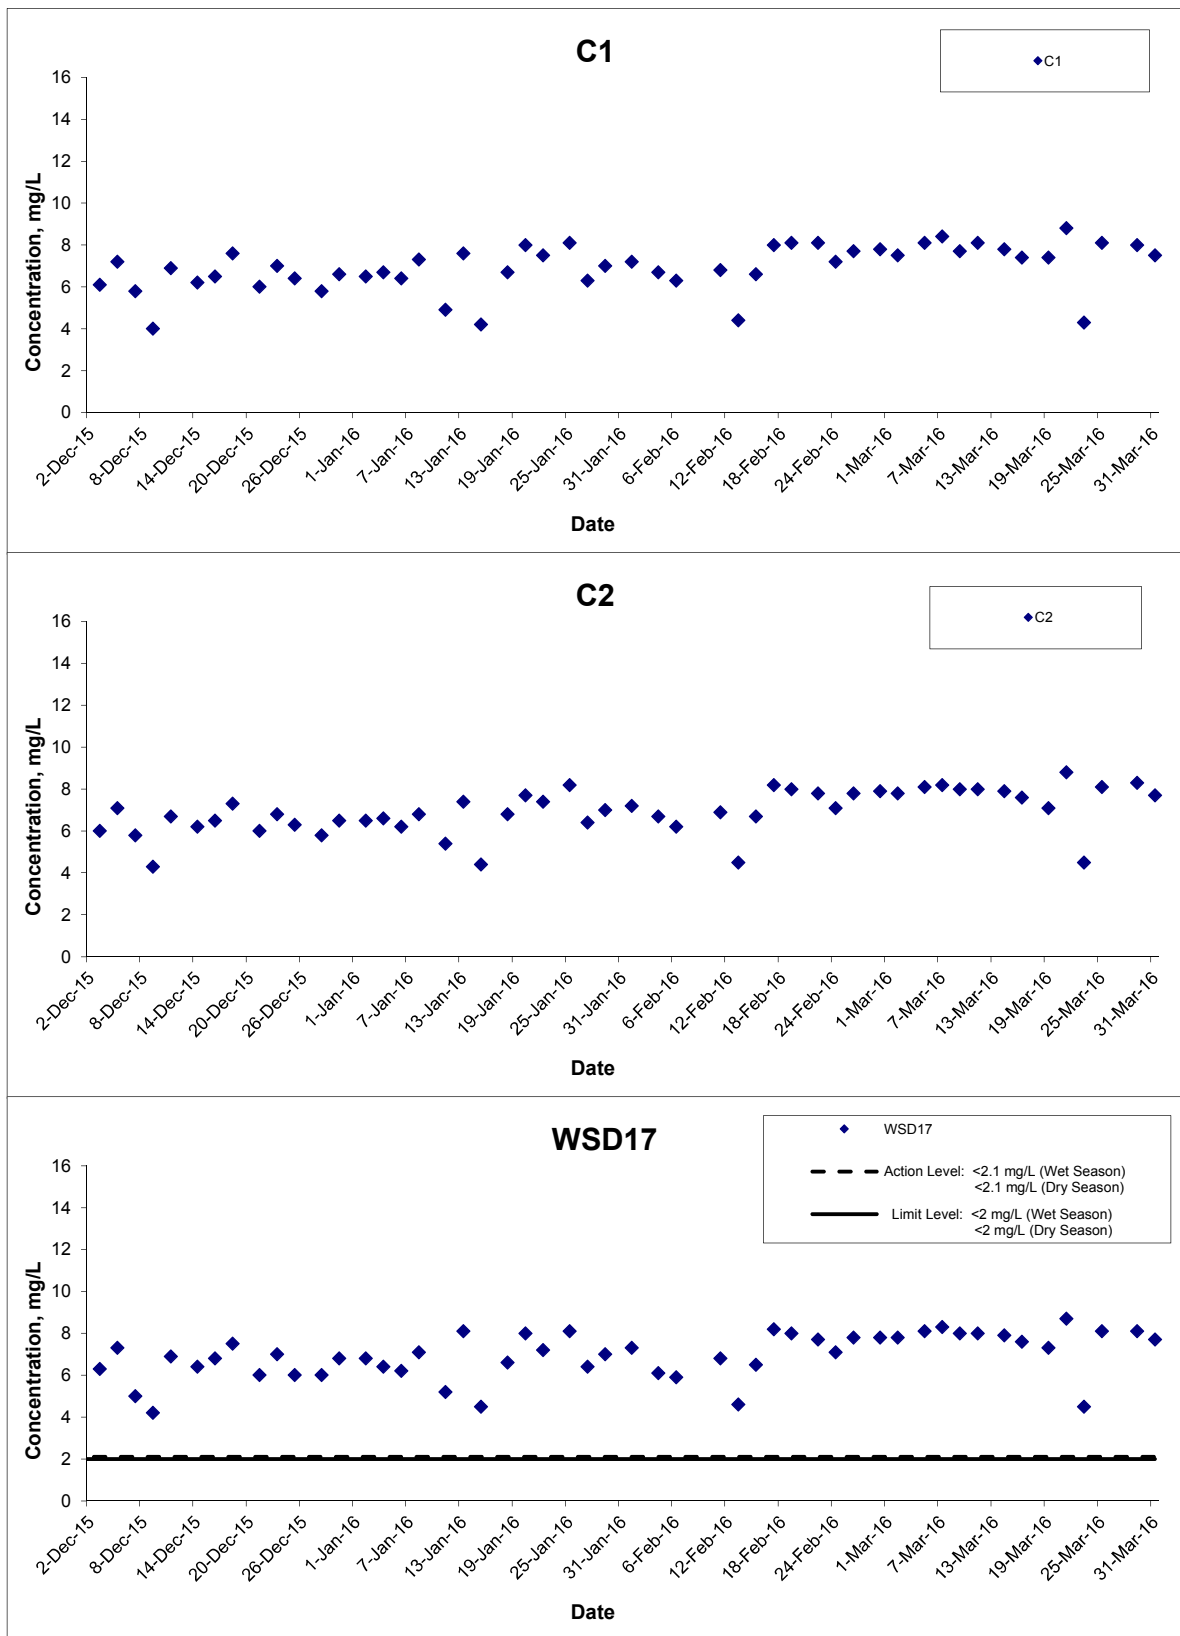 C1
C1
16
14
12
10
8
6
4
2
0
Concentration, mg/L
2-Dec-15
8-Dec-15
14-Dec-15
20-Dec-15
26-Dec-15
1-Jan-16
7-Jan-16
13-Jan-16
19-Jan-16
25-Jan-16
31-Jan-16
6-Feb-16
12-Feb-16
18-Feb-16
24-Feb-16
1-Mar-16
7-Mar-16
13-Mar-16
19-Mar-16
25-Mar-16
31-Mar-16
Date
C2
C2
16
14
12
10
8
6
4
2
0
Concentration, mg/L
2-Dec-15
8-Dec-15
14-Dec-15
20-Dec-15
26-Dec-15
1-Jan-16
7-Jan-16
13-Jan-16
19-Jan-16
25-Jan-16
31-Jan-16
6-Feb-16
12-Feb-16
18-Feb-16
24-Feb-16
1-Mar-16
7-Mar-16
13-Mar-16
19-Mar-16
25-Mar-16
31-Mar-16
Date
WSD17
WSD17
Action Level: <2.1 mg/L (Wet Season)
<2.1 mg/L (Dry Season)
Limit Level: <2 mg/L (Wet Season)
<2 mg/L (Dry Season)
16
14
12
10
8
6
4
2
0
Concentration, mg/L
2-Dec-15
8-Dec-15
14-Dec-15
20-Dec-15
26-Dec-15
1-Jan-16
7-Jan-16
13-Jan-16
19-Jan-16
25-Jan-16
31-Jan-16
6-Feb-16
12-Feb-16
18-Feb-16
24-Feb-16
1-Mar-16
7-Mar-16
13-Mar-16
19-Mar-16
25-Mar-16
31-Mar-16
Date